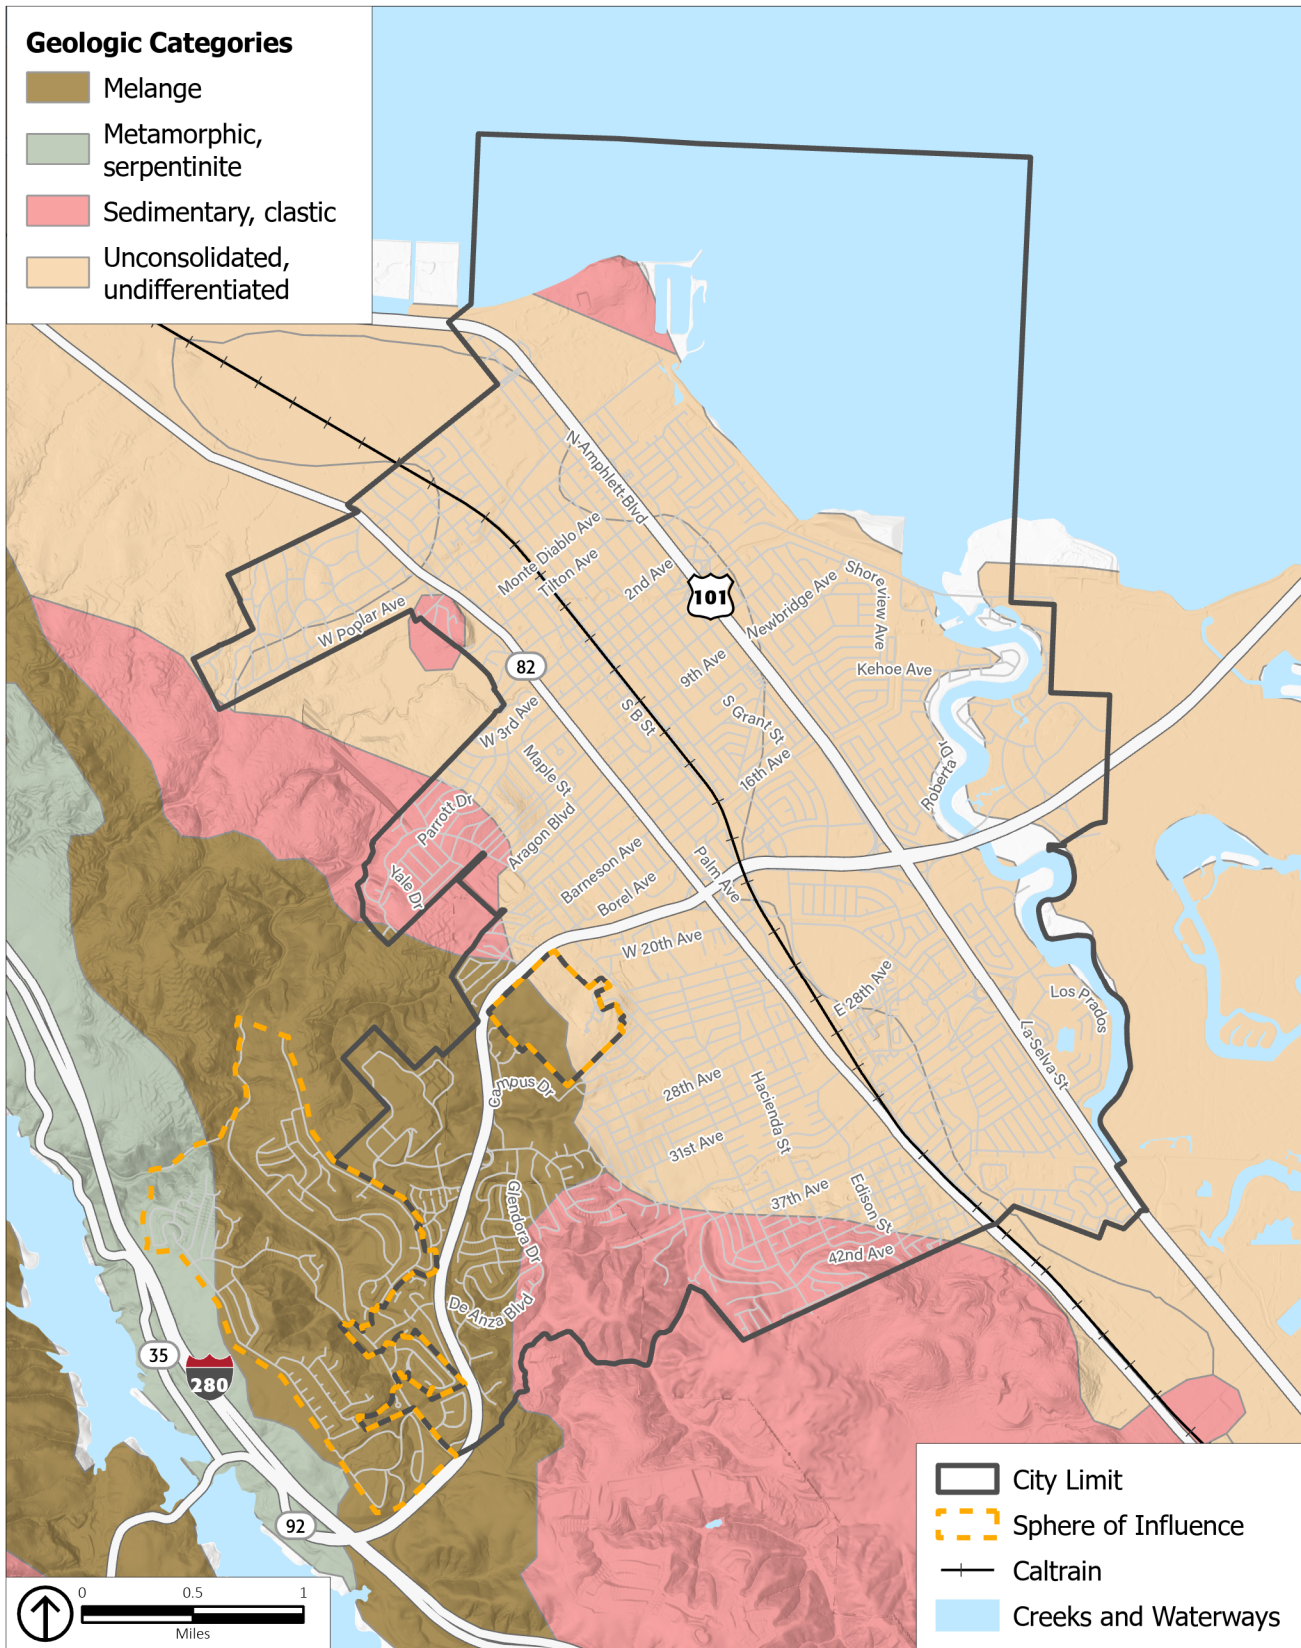 Geologic Categories
Melange
Metamorphic,
serpentinite
Sedimentary, clastic
Unconsolidated,
undifferentiated
N Amphlett Blvd
Monte Diablo Ave
Tilton Ave
2nd Ave
101
Newbridge Ave
Shoreview Ave
W Poplar Ave
82
9th Ave
Kehoe Ave
W 3rd Ave
S B St
S Grant St
Maple St
16th Ave
Roberta Dr
Parrott Dr
Aragon Blvd
Yale Dr
Barneson Ave
Borel Ave
Palm Ave
W 20th Ave
E 28th Ave
Los Prados
La Selva St
Campus Dr
28th Ave
Hacienda St
31st Ave
Glendora Dr
37th Ave
Edison St
42nd Ave
De Anza Blvd
35
280
92
City Limit
Sphere of Influence
Caltrain
Creeks and Waterways
0 0.5 1
Miles